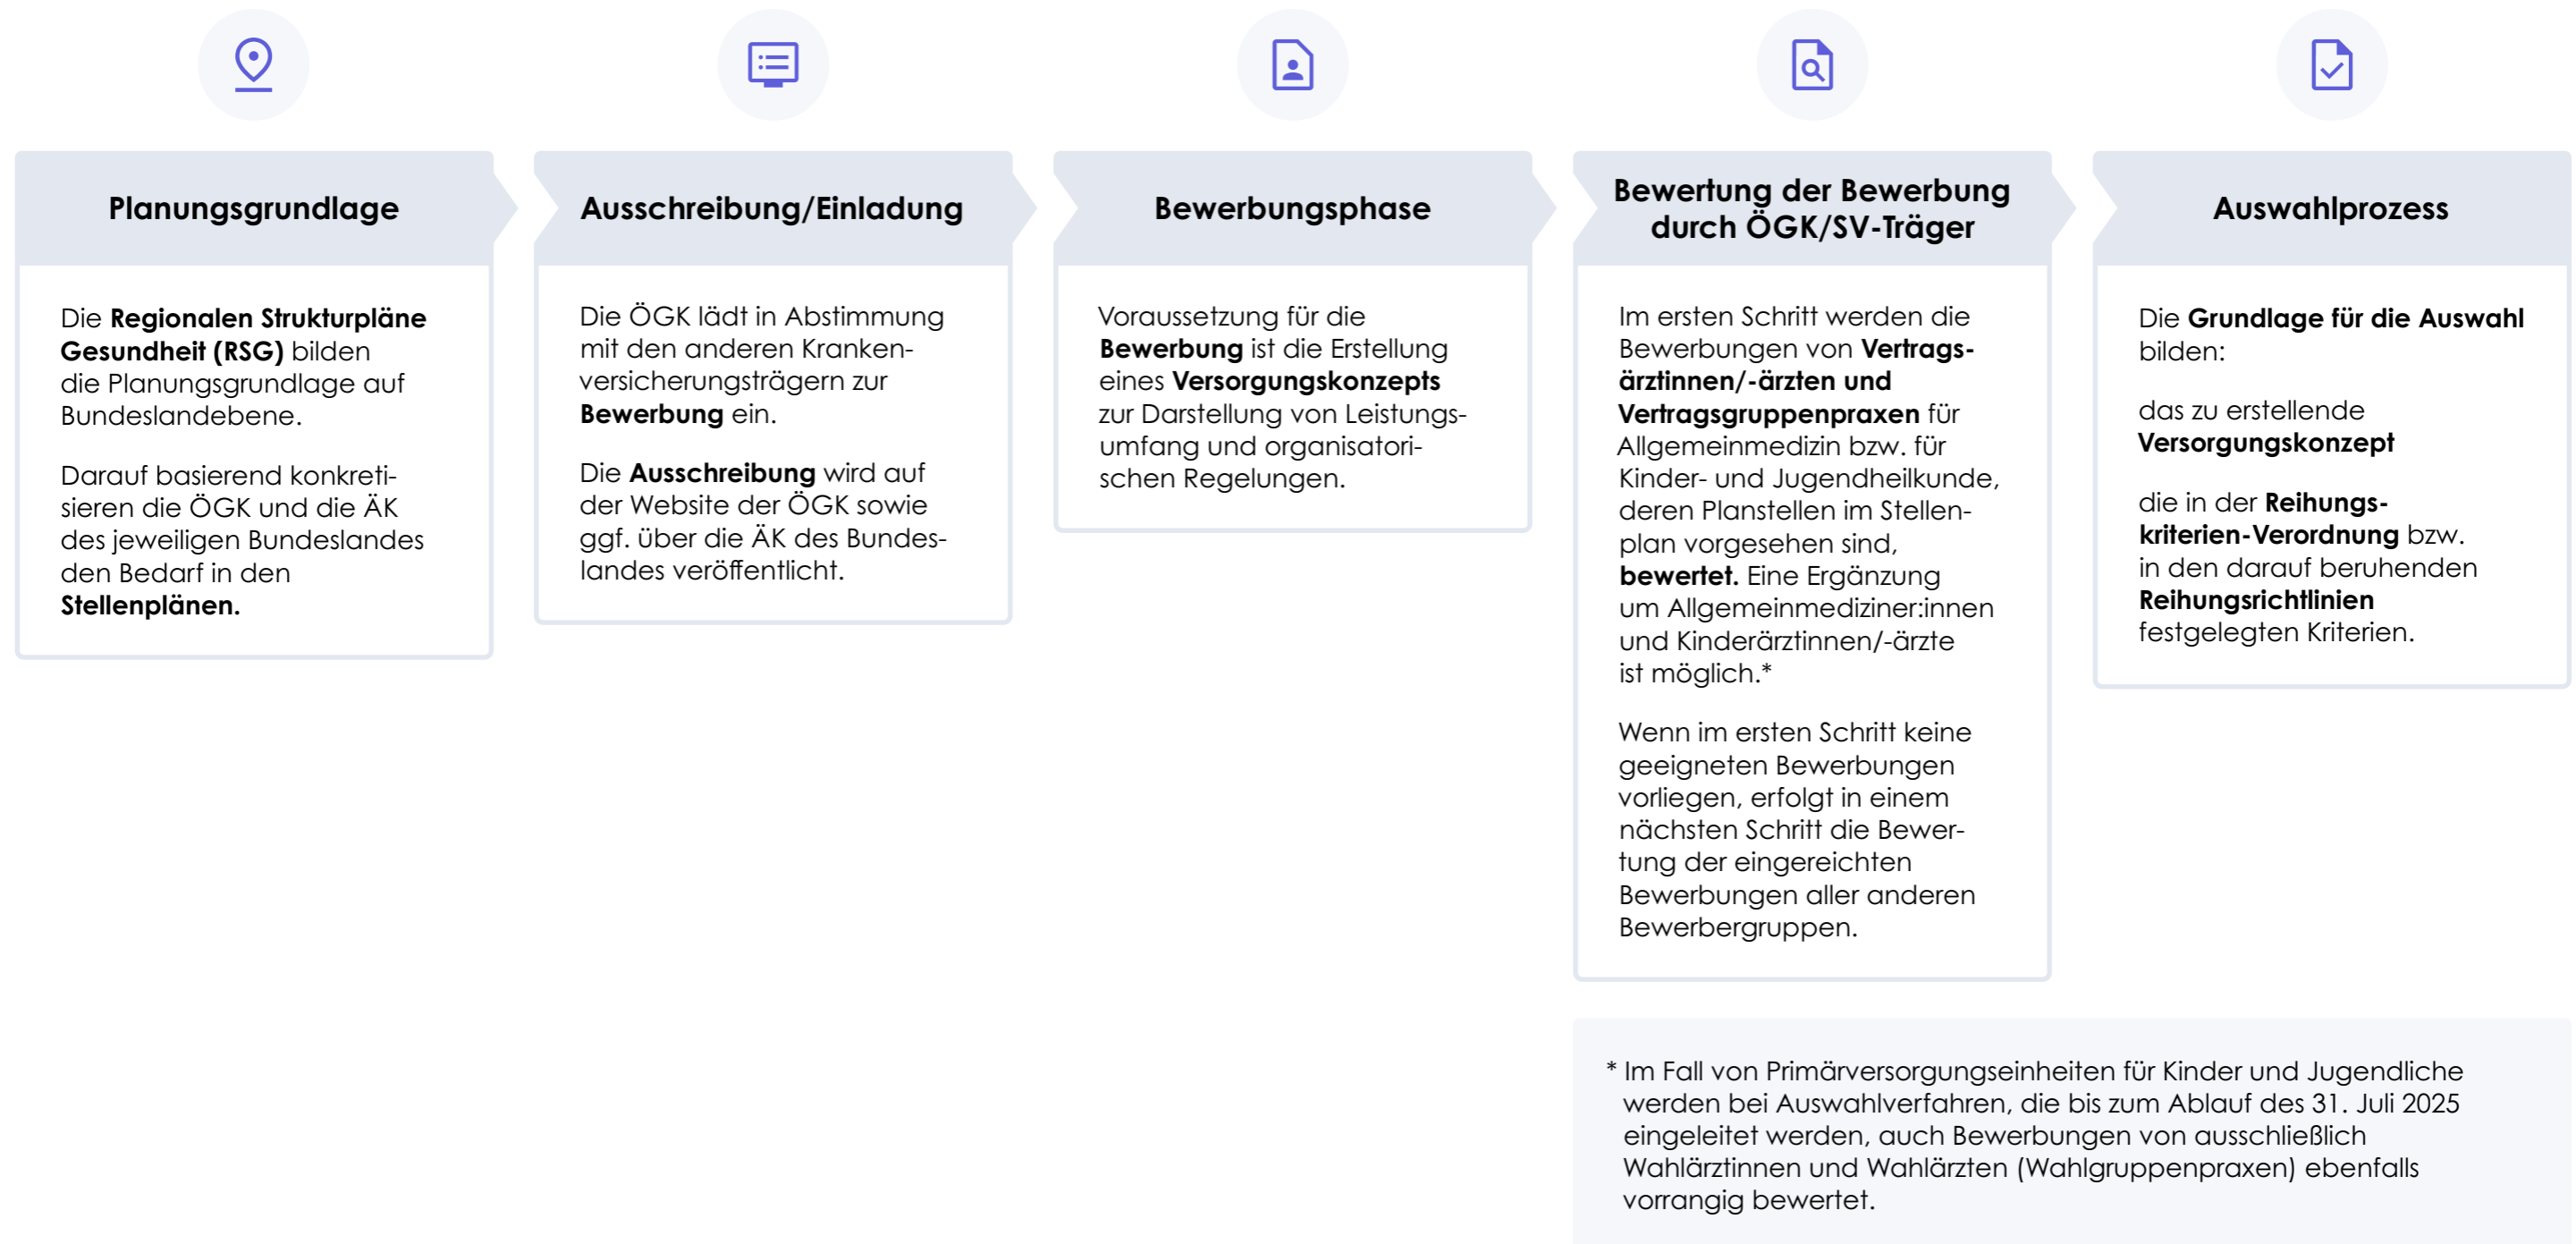 Planungsgrundlage
Die Regionalen Strukturpläne
Gesundheit (RSG) bilden
die Planungsgrundlage auf
Bundeslandebene.
Darauf basierend konkreti-
sieren die ÖGK und die ÄK
des jeweiligen Bundeslandes
den Bedarf in den
Stellenplänen.
Ausschreibung/Einladung
Die ÖGK lädt in Abstimmung
mit den anderen Kranken-
versicherungsträgern zur
Bewerbung ein.
Die Ausschreibung wird auf
der Website der ÖGK sowie
ggf. über die ÄK des Bundes-
landes veröffentlicht.
Bewerbungsphase
Voraussetzung für die
Bewerbung ist die Erstellung
eines Versorgungskonzepts
zur Darstellung von Leistungs-
umfang und organisatori-
schen Regelungen.
Bewertung der Bewerbung
durch ÖGK/SV-Träger
Im ersten Schritt werden die
Bewerbungen von Vertrags-
ärztinnen/-ärzten und
Vertragsgruppenpraxen für
Allgemeinmedizin bzw. für
Kinder- und Jugendheilkunde,
deren Planstellen im Stellen-
plan vorgesehen sind,
bewertet. Eine Ergänzung
um Allgemeinmediziner:innen
und Kinderärztinnen/-ärzte
ist möglich.*
Wenn im ersten Schritt keine
geeigneten Bewerbungen
vorliegen, erfolgt in einem
nächsten Schritt die Bewer-
tung der eingereichten
Bewerbungen aller anderen
Bewerbergruppen.
Auswahlprozess
Die Grundlage für die Auswahl
bilden:
das zu erstellende
Versorgungskonzept
die in der Reihungs-
kriterien-Verordnung bzw.
in den darauf beruhenden
Reihungsrichtlinien
festgelegten Kriterien.
* Im Fall von Primärversorgungseinheiten für Kinder und Jugendliche
werden bei Auswahlverfahren, die bis zum Ablauf des 31. Juli 2025
eingeleitet werden, auch Bewerbungen von ausschließlich
Wahlärztinnen und Wahlärzten (Wahlgruppenpraxen) ebenfalls
vorrangig bewertet.